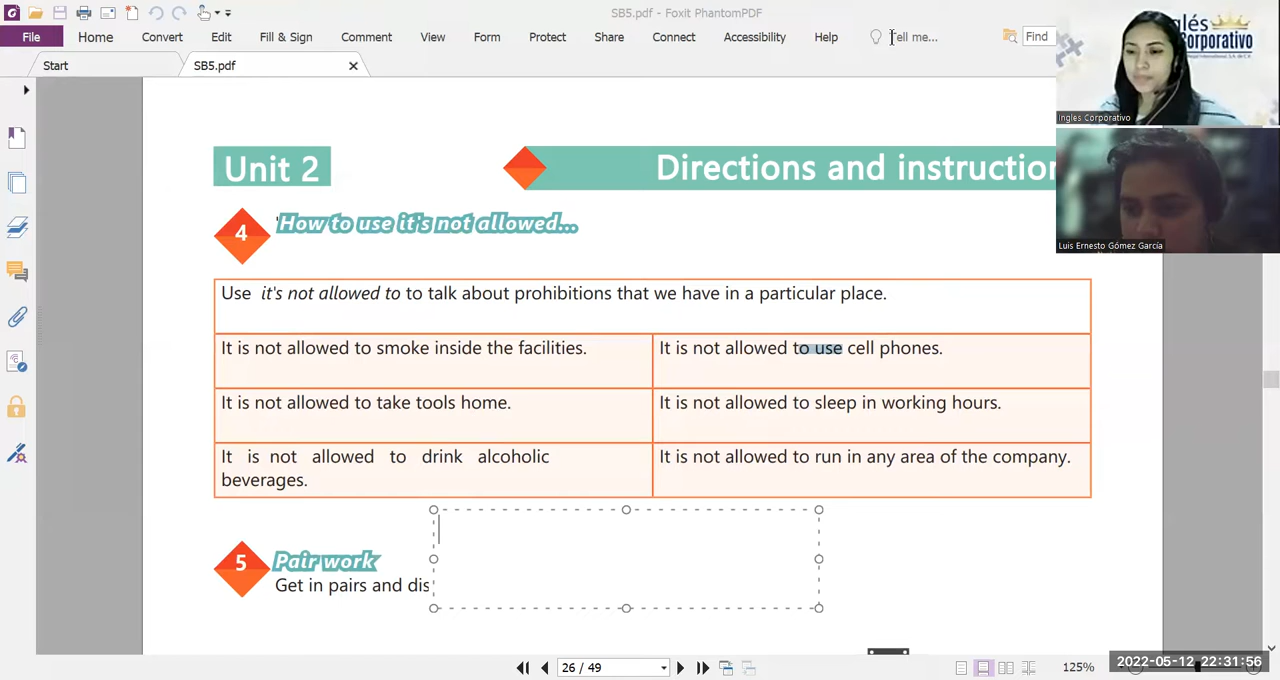 SB5.pdf - Foxit PhantomPDF
File Home Convert Edit Fill & Sign Comment View Form Protect Share Connect Accessibility Help Tell me... Find
Start SB5.pdf
Inglés
Corporativo
Ingles Corporativo
Luis Ernesto Gómez García
Unit 2
Directions and instruction
4 How to use it's not allowed...
Use it's not allowed to to talk about prohibitions that we have in a particular place.
It is not allowed to smoke inside the facilities.
It is not allowed to use cell phones.
It is not allowed to take tools home.
It is not allowed to sleep in working hours.
It is not allowed to drink alcoholic
beverages.
It is not allowed to run in any area of the company.
5 Pair work
Get in pairs and dis
26 / 49
125%
2022-05-12 22:31:56